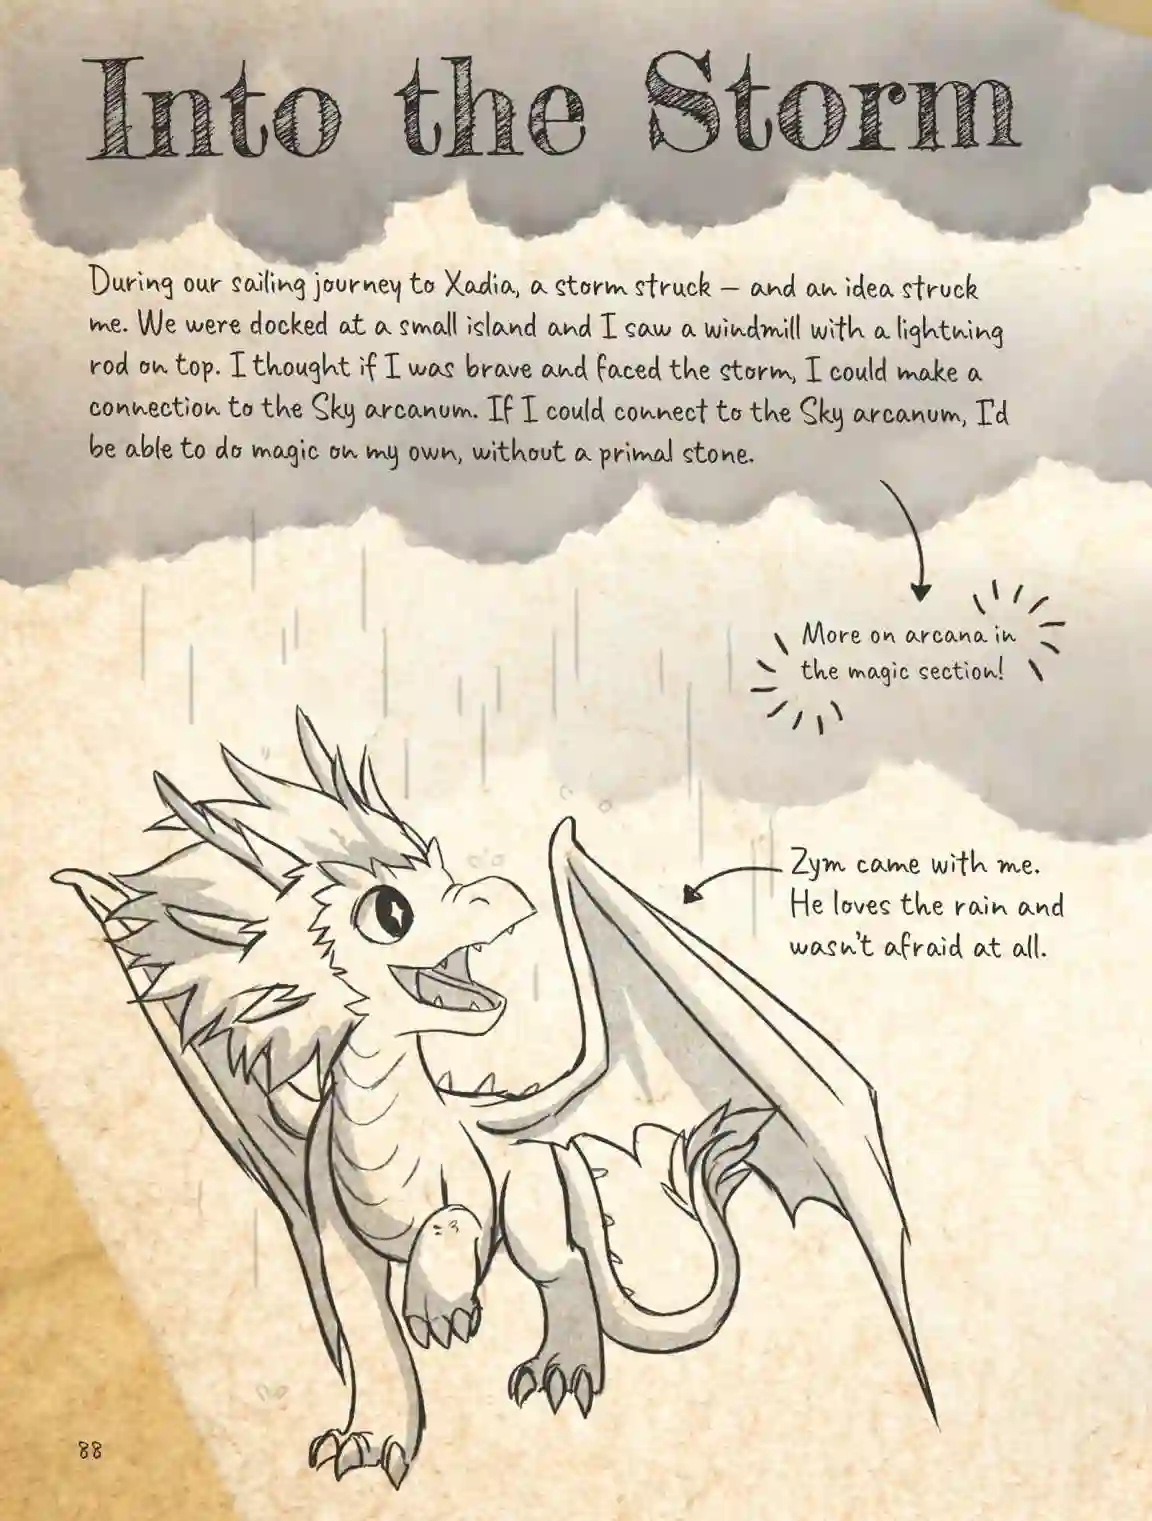 Into the Storm
During our sailing journey to Xadia, a storm struck – and an idea struck
me. We were docked at a small island and I saw a windmill with a lightning
rod on top. I thought if I was brave and faced the storm, I could make a
connection to the Sky arcanum. If I could connect to the Sky arcanum, I'd
be able to do magic on my own, without a primal stone.
More on arcana in
the magic section!
Zym came with me.
He loves the rain and
wasn't afraid at all.
88